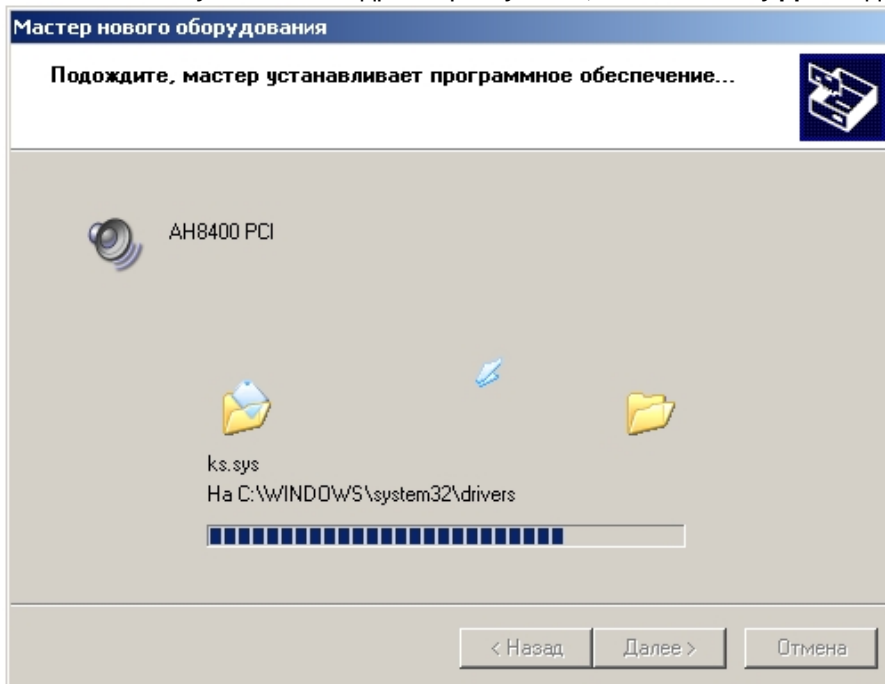 Мастер нового оборудования
Подождите, мастер устанавливает программное обеспечение...
AH8400 PCI
ks.sys
На C:\WINDOWS\system32\drivers
< Назад
Далее >
Отмена